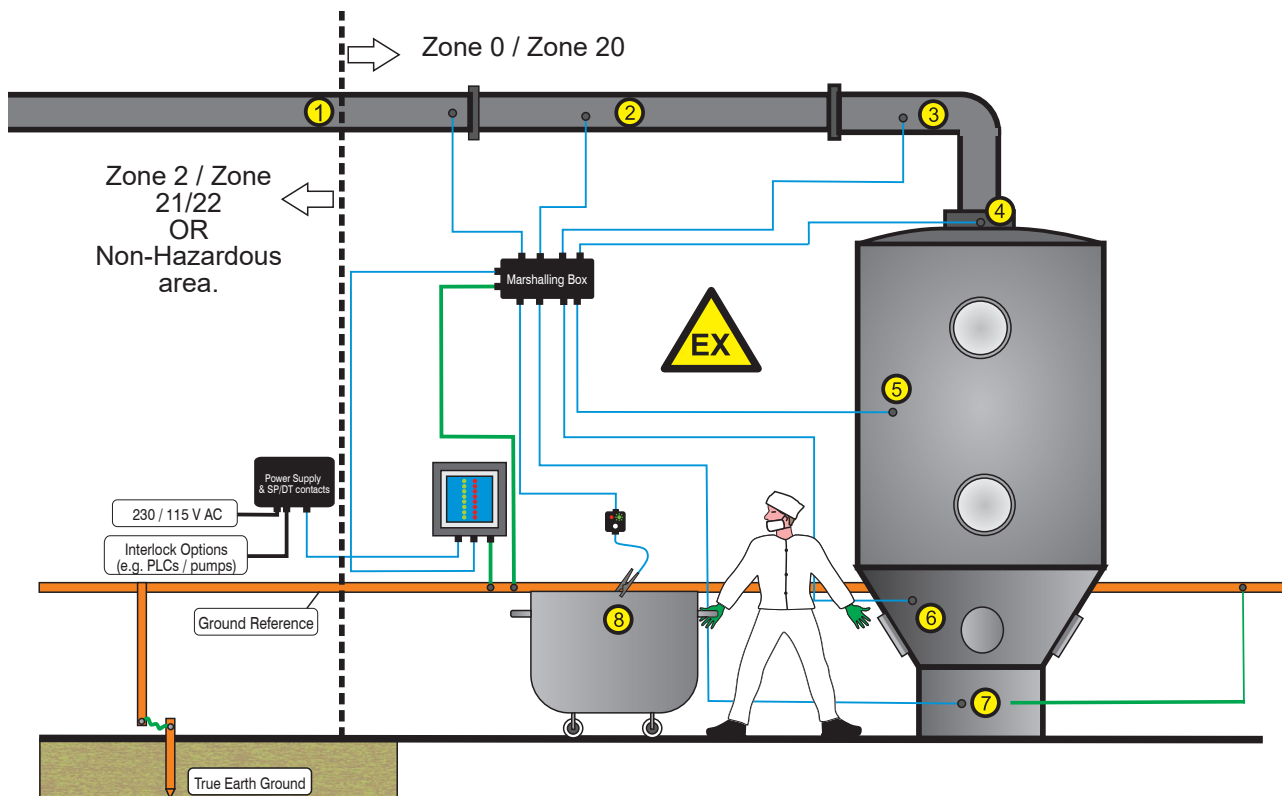 Zone 0 / Zone 20
1
2
3
Zone 2 / Zone
21/22
OR
Non-Hazardous
area.
4
Marshalling Box
EX
5
Power Supply
& SP/DT contacts
230 / 115 V AC
Interlock Options
(e.g. PLCs / pumps)
Ground Reference
8
6
7
True Earth Ground